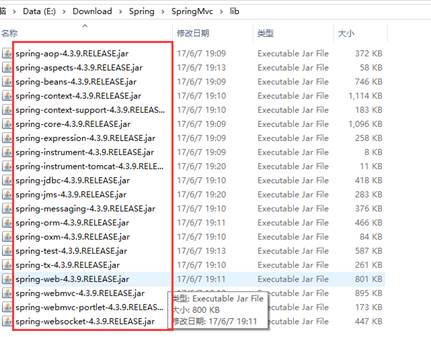 脑 › Data (E:) › Download › Spring › SpringMvc › lib
名称 修改日期 类型 大小
spring-aop-4.3.9.RELEASE.jar 17/6/7 19:09 Executable Jar File 372 KB
spring-aspects-4.3.9.RELEASE.jar 17/6/7 19:13 Executable Jar File 58 KB
spring-beans-4.3.9.RELEASE.jar 17/6/7 19:09 Executable Jar File 746 KB
spring-context-4.3.9.RELEASE.jar 17/6/7 19:10 Executable Jar File 1,114 KB
spring-context-support-4.3.9.RELEAS... 17/6/7 19:10 Executable Jar File 183 KB
spring-core-4.3.9.RELEASE.jar 17/6/7 19:09 Executable Jar File 1,096 KB
spring-expression-4.3.9.RELEASE.jar 17/6/7 19:09 Executable Jar File 258 KB
spring-instrument-4.3.9.RELEASE.jar 17/6/7 19:09 Executable Jar File 8 KB
spring-instrument-tomcat-4.3.9.RELEAS... 17/6/7 19:20 Executable Jar File 11 KB
spring-jdbc-4.3.9.RELEASE.jar 17/6/7 19:10 Executable Jar File 418 KB
spring-jms-4.3.9.RELEASE.jar 17/6/7 19:20 Executable Jar File 283 KB
spring-messaging-4.3.9.RELEASE.jar 17/6/7 19:10 Executable Jar File 376 KB
spring-orm-4.3.9.RELEASE.jar 17/6/7 19:11 Executable Jar File 466 KB
spring-oxm-4.3.9.RELEASE.jar 17/6/7 19:10 Executable Jar File 84 KB
spring-test-4.3.9.RELEASE.jar 17/6/7 19:13 Executable Jar File 587 KB
spring-tx-4.3.9.RELEASE.jar 17/6/7 19:10 Executable Jar File 261 KB
spring-web-4.3.9.RELEASE.jar 17/6/7 19:11 Executable Jar File 801 KB
spring-webmvc-4.3.9.RELEASE.jar Executable Jar File 895 KB
spring-webmvc-portlet-4.3.9.RELEAS... 173 KB
spring-websocket-4.3.9.RELEASE.jar 447 KB
类型: Executable Jar File
大小: 800 KB
修改日期: 17/6/7 19:11